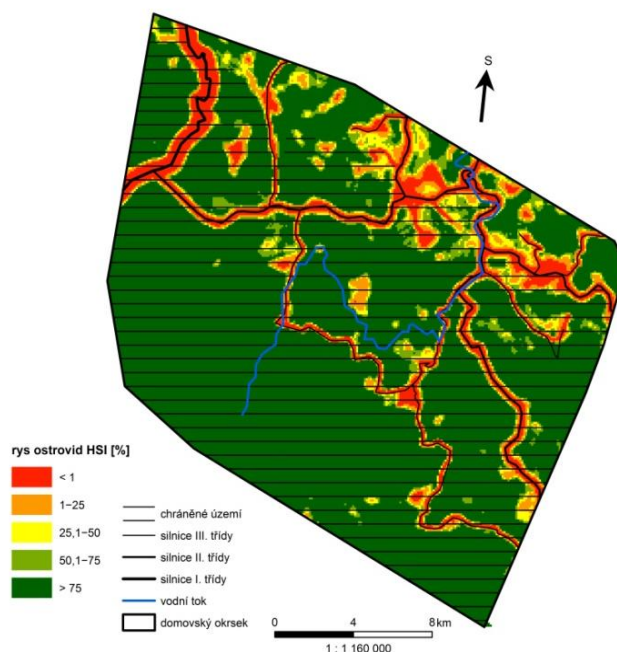 S
rys ostrovid HSI [%]
< 1
1–25
25,1–50
50,1–75
> 75
chráněné území
silnice III. třídy
silnice II. třídy
silnice I. třídy
vodní tok
domovský okrsek
0 4 8 km
1 : 1 160 000